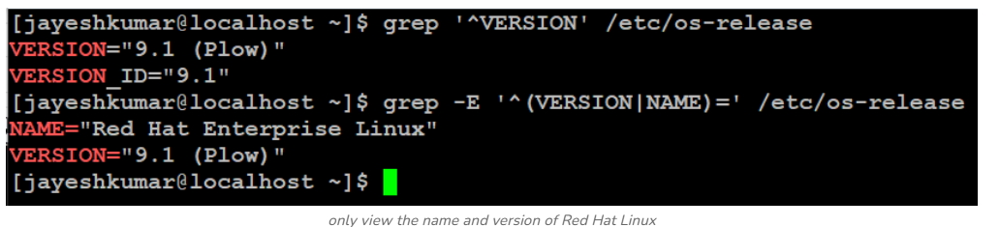 [jayeshkumar@localhost ~]$ grep '^VERSION' /etc/os-release
VERSION="9.1 (Plow)"
VERSION_ID="9.1"
[jayeshkumar@localhost ~]$ grep -E '^(VERSION|NAME)=' /etc/os-release
NAME="Red Hat Enterprise Linux"
VERSION="9.1 (Plow)"
[jayeshkumar@localhost ~]$
only view the name and version of Red Hat Linux